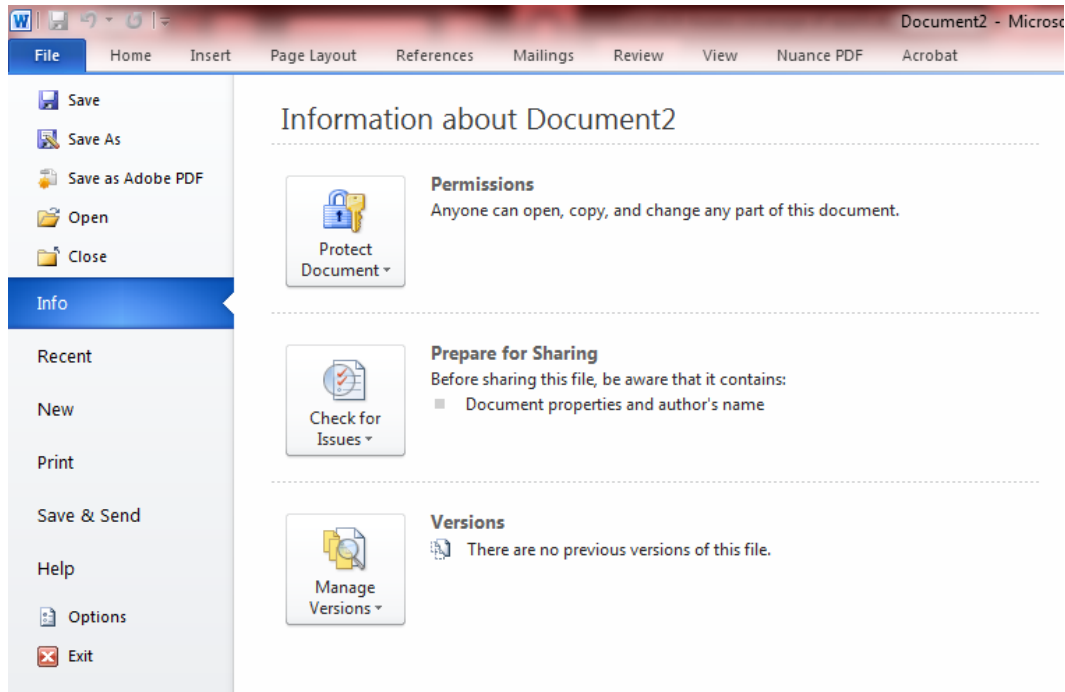 W
Document2 - Microso
File Home Insert Page Layout References Mailings Review View Nuance PDF Acrobat
Save
Save As
Save as Adobe PDF
Open
Close
Info
Recent
New
Print
Save & Send
Help
Options
Exit
Information about Document2
Protect
Document
Permissions
Anyone can open, copy, and change any part of this document.
Check for
Issues
Prepare for Sharing
Before sharing this file, be aware that it contains:
Document properties and author's name
Manage
Versions
Versions
There are no previous versions of this file.